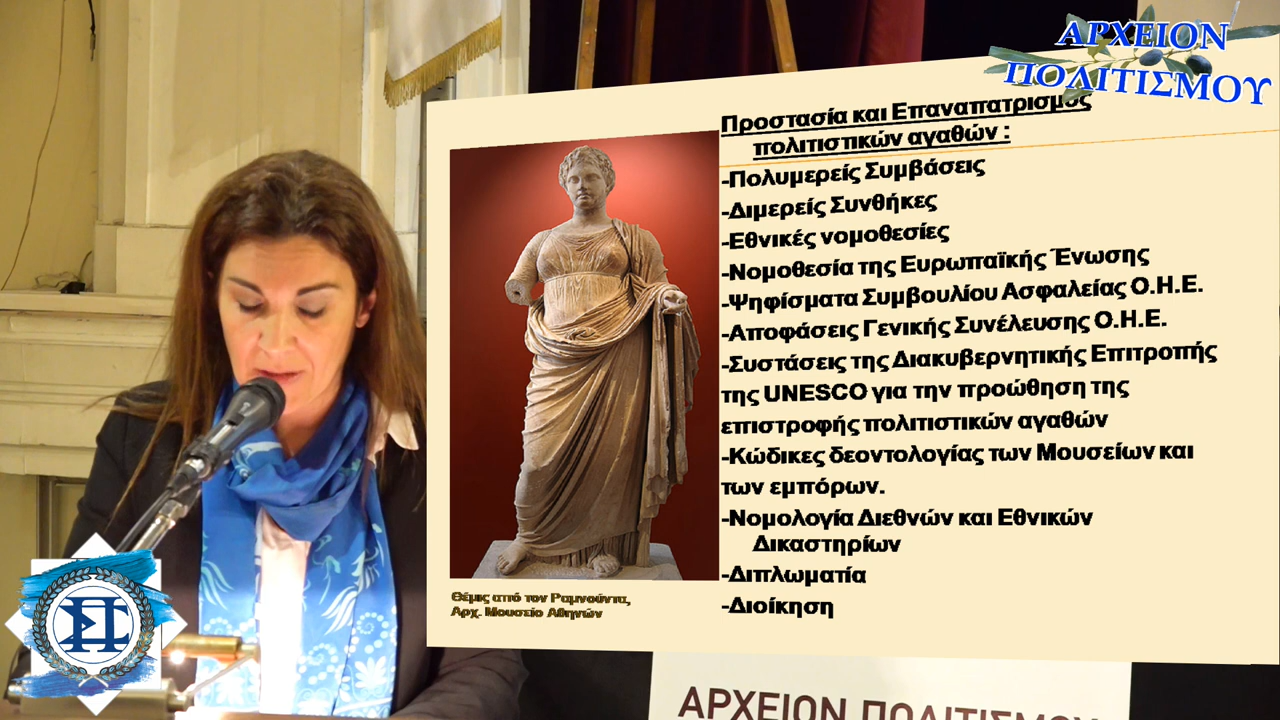 ΑΡΧΕΙΟΝ
ΠΟΛΙΤΙΣΜΟΥ
Προστασία και Επαναπατρισμός
πολιτιστικών αγαθών :
-Πολυμερείς Συμβάσεις
-Διμερείς Συνθήκες
-Εθνικές νομοθεσίες
-Νομοθεσία της Ευρωπαϊκής Ένωσης
-Ψηφίσματα Συμβουλίου Ασφαλείας Ο.Η.Ε.
-Αποφάσεις Γενικής Συνέλευσης Ο.Η.Ε.
-Συστάσεις της Διακυβερνητικής Επιτροπής
της UNESCO για την προώθηση της
επιστροφής πολιτιστικών αγαθών
-Κώδικες δεοντολογίας των Μουσείων και
των εμπόρων.
-Νομολογία Διεθνών και Εθνικών
Δικαστηρίων
-Διπλωματία
-Διοίκηση
Θέμις από τον Ραμνούντα,
Αρχ. Μουσείο Αθηνών
ΑΡΧΕΙΟΝ ΠΟΛΙΤΙΣΜΟΥ